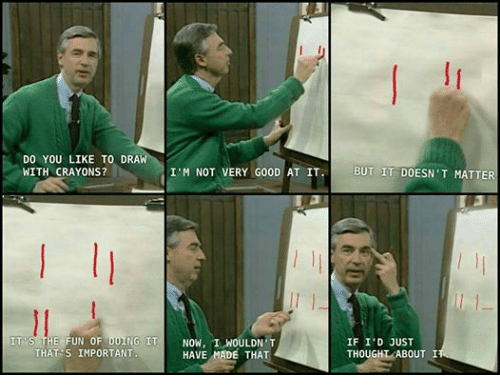 DO YOU LIKE TO DRAW
WITH CRAYONS?
I'M NOT VERY GOOD AT IT.
BUT IT DOESN'T MATTER
IT'S THE FUN OF DOING IT
THAT'S IMPORTANT.
NOW, I WOULDN'T
HAVE MADE THAT
IF I'D JUST
THOUGHT ABOUT IT.